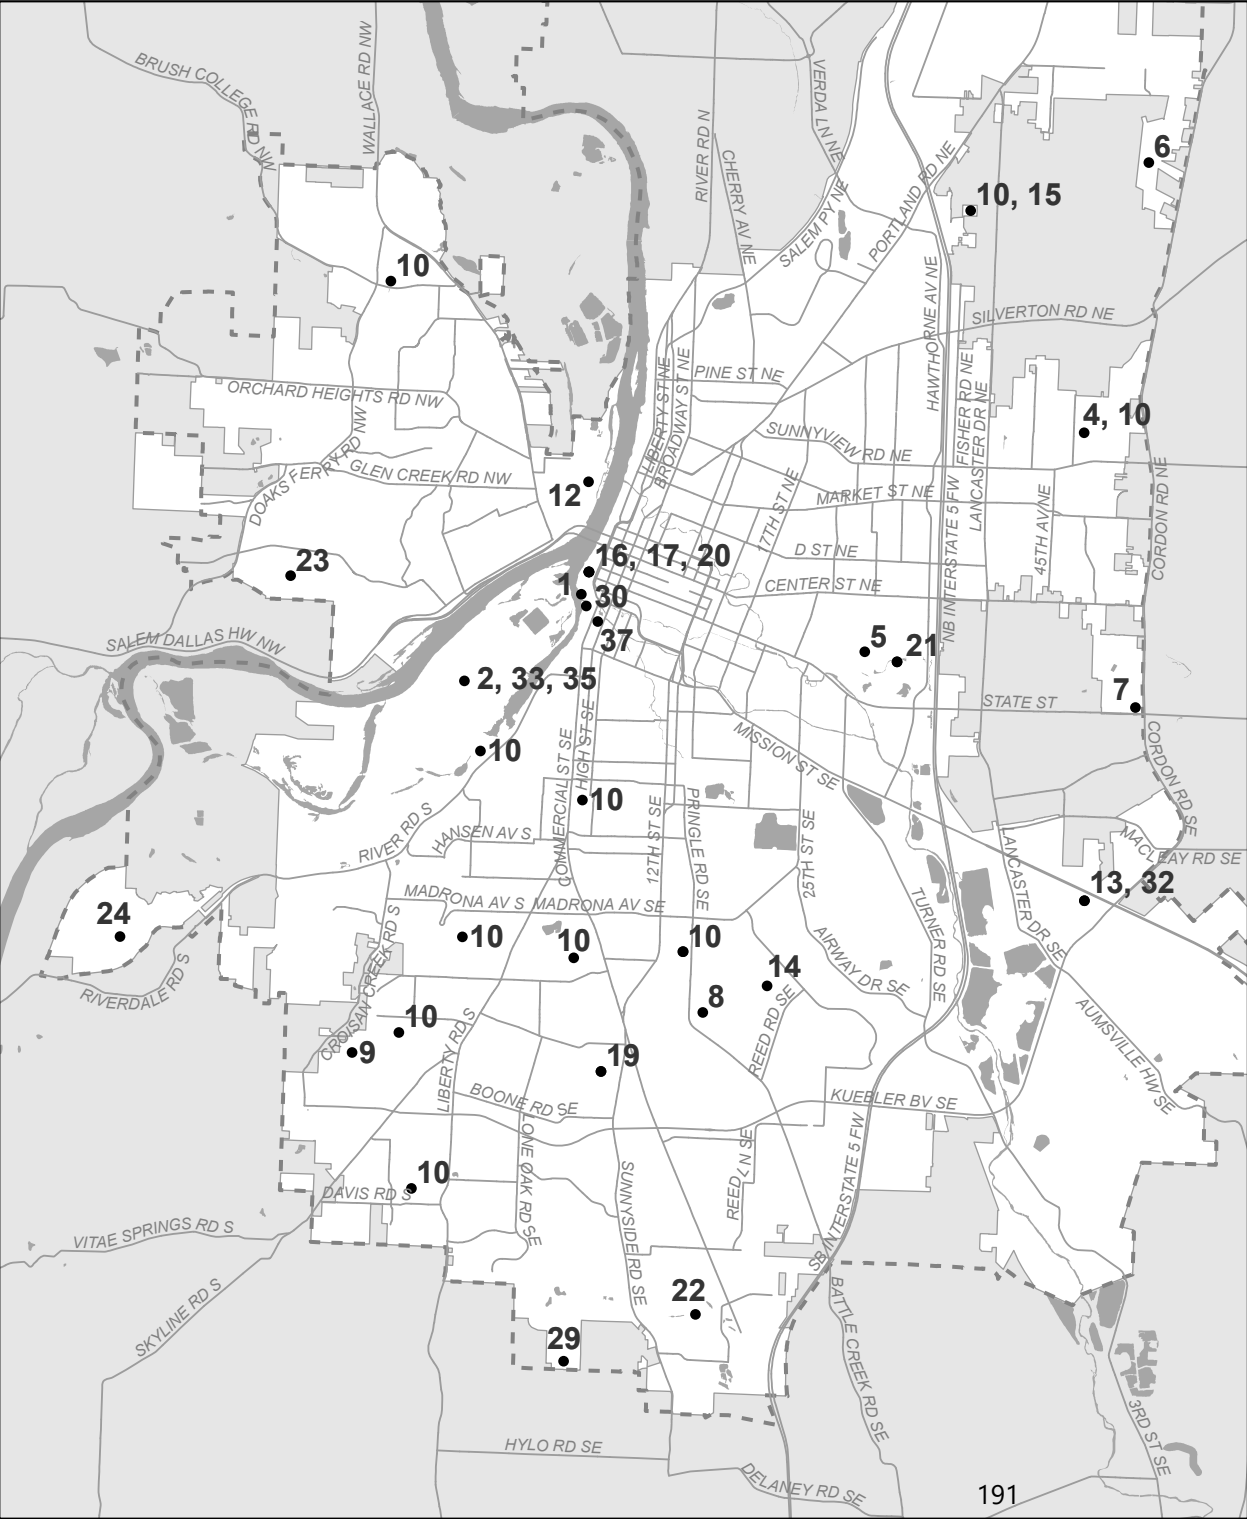 BRUSH COLLEGE RD NW
WALLACE RD NW
VERDA LN NE
RIVER RD N
CHERRY AV NE
SALEM PY NE
PORTLAND RD NE
6
10, 15
10
HAWTHORNE AV NE
SILVERTON RD NE
ORCHARD HEIGHTS RD NW
LIBERTY ST NE
BROADWAY ST NE
PINE ST NE
FISHER RD NE
LANCASTER DR NE
4, 10
SUNNYVIEW RD NE
DOAKS FERRY RD NW
GLEN CREEK RD NW
12
17TH ST NE
MARKET ST NE
NB INTERSTATE 5 FW
45TH AV NE
CORDON RD NE
D ST NE
23
16, 17, 20
1
30
CENTER ST NE
37
SALEM DALLAS HW NW
5
21
2, 33, 35
7
STATE ST
10
HIGH ST SE
COMMERCIAL ST SE
MISSION ST SE
CORDON RD SE
10
RIVER RD S
HANSEN AV S
12TH ST SE
PRINGLE RD SE
25TH ST SE
LANCASTER DR SE
MACLEAY RD SE
13, 32
MADRONA AV S
MADRONA AV SE
24
RIVERDALE RD S
CROISAN CREEK RD S
10
10
10
14
AIRWAY DR SE
TURNER RD SE
8
10
9
REED RD SE
AUMSVILLE HW SE
19
LIBERTY RD S
BOONE RD SE
KUEBLER BV SE
10
DAVIS RD S
LONE OAK RD SE
SUNNYSIDE RD SE
REED LN SE
SB INTERSTATE 5 FW
VITAE SPRINGS RD S
SKYLINE RD S
22
29
BATTLE CREEK RD SE
3RD ST SE
HYLO RD SE
DELANEY RD SE
191